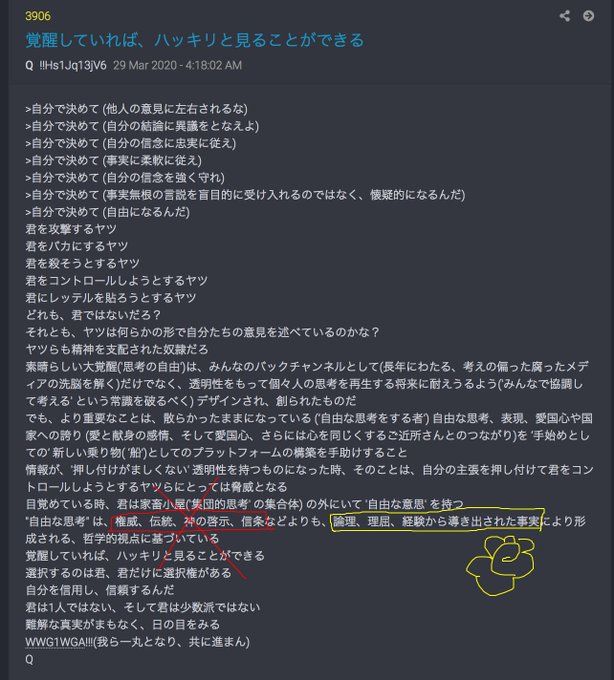 3906
覚醒していれば、ハッキリと見ることができる
Q !!Hs1Jq13jV6 29 Mar 2020 - 4:18:02 AM
>自分で決めて (他人の意見に左右されるな)
>自分で決めて (自分の結論に異議をとなえよ)
>自分で決めて (自分の信念に忠実に従え)
>自分で決めて (事実に柔軟に従え)
>自分で決めて (自分の信念を強く守れ)
>自分で決めて (事実無根の言説を盲目的に受け入れるのではなく、懐疑的になるんだ)
>自分で決めて (自由になるんだ)
君を攻撃するヤツ
君をバカにするヤツ
君を殺そうとするヤツ
君をコントロールしようとするヤツ
君にレッテルを貼ろうとするヤツ
どれも、君ではないだろ？
それとも、ヤツは何らかの形で自分たちの意見を述べているのかな？
ヤツらも精神を支配された奴隷だろ
素晴らしい大覚醒('思考の自由')は、みんなのバックチャンネルとして(長年にわたる、考えの偏った腐ったメ
ディアの洗脳を解く)だけでなく、透明性をもって個々人の思考を再生する将来に耐えうるよう('みんなで協調し
て考える' という常識を破るべく) デザインされ、創られたものだ
でも、より重要なことは、散らかったままになっている ('自由な思考をする者') 自由な思考、表現、愛国心や国
家への誇り (愛と献身の感情、そして愛国心、さらには心を同じくするご近所さんとのつながり)を '手始めとし
ての' 新しい乗り物( '船')としてのプラットフォームの構築を手助けすること
情報が、'押し付けがましくない' 透明性を持つものになった時、そのことは、自分の主張を押し付けて君をコン
トロールしようとするヤツらにとっては脅威となる
目覚めている時、君は家畜小屋('集団的思考' の集合体) の外にいて '自由な意思' を持つ
"自由な思考" は、権威、伝統、神の啓示、信条などよりも、論理、理屈、経験から導き出された事実により形
成される、哲学的視点に基づいている
覚醒していれば、ハッキリと見ることができる
選択するのは君、君だけに選択権がある
自分を信用し、信頼するんだ
君は1人ではない、そして君は少数派ではない
難解な真実がまもなく、日の目をみる
WWG1WGA!!!(我ら一丸となり、共に進まん)
Q